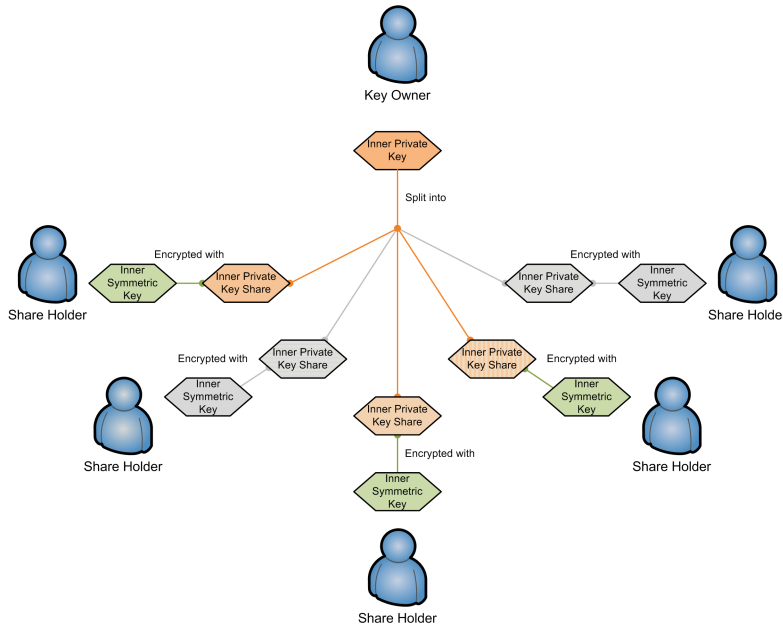 Key Owner
Inner Private
Key
Split into
Encrypted with
Encrypted with
Inner
Symmetric
Key
Inner Private
Key Share
Inner Private
Key Share
Inner
Symmetric
Key
Share Holder
Share Holde
Encrypted with
Inner Private
Key Share
Inner Private
Key Share
Encrypted with
Inner
Symmetric
Key
Inner
Symmetric
Key
Inner Private
Key Share
Encrypted with
Share Holder
Share Holder
Inner
Symmetric
Key
Share Holder